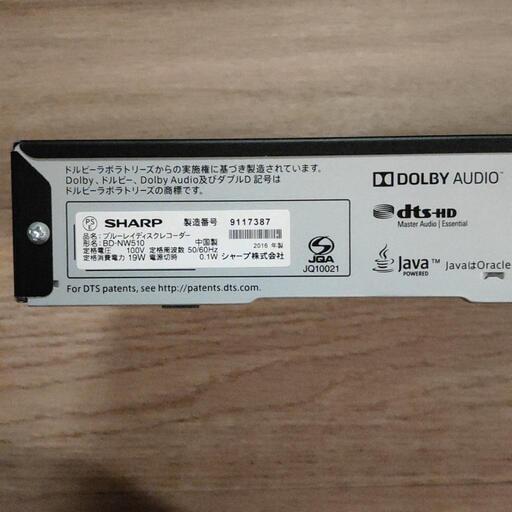 ドルビーラボラトリーズからの実施権に基づき製造されています。
Dolby、ドルビー、Dolby Audio及びダブルD 記号は
ドルビーラボラトリーズの商標です。
PS
SHARP 製造番号 9117387
品名: ブルーレイディスクレコーダー
形名: BD-NW510 中国製 2016 年製
定格電圧 100V 定格周波数 50/60Hz
定格消費電力 19W 電源切時 0.1W シャープ株式会社
JQA
JQ10021
For DTS patents, see http://patents.dts.com.
DOLBY AUDIO™
dts-HD
Master Audio | Essential
Java™
POWERED
JavaはOracle